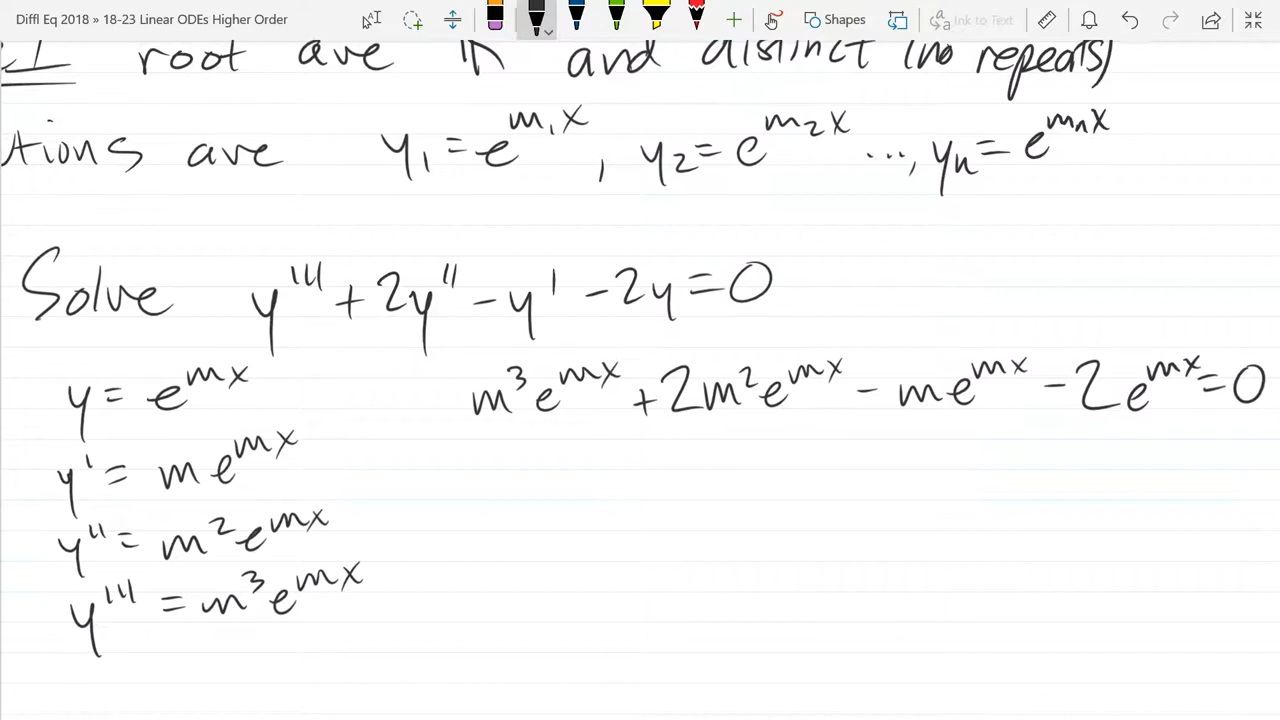 Diffl Eq 2018 » 18-23 Linear ODEs Higher Order
Shapes
Ink to Text
root are in ℝ and distinct (no repeats)
tions are y₁ = e^{m₁x}, y₂ = e^{m₂x} ..., yₙ = e^{mₙx}
Solve y''' + 2y'' - y' - 2y = 0
y = e^{mx} m³e^{mx} + 2m²e^{mx} - me^{mx} - 2e^{mx} = 0
y' = me^{mx}
y'' = m²e^{mx}
y''' = m³e^{mx}